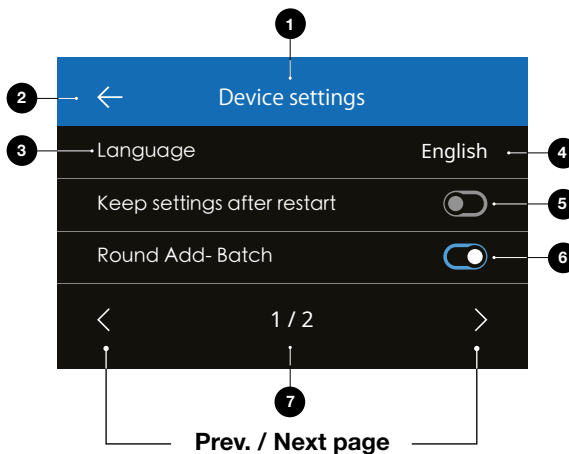 1
2
Device settings
3
Language
English
4
Keep settings after restart
5
Round Add- Batch
6
1 / 2
7
Prev. / Next page